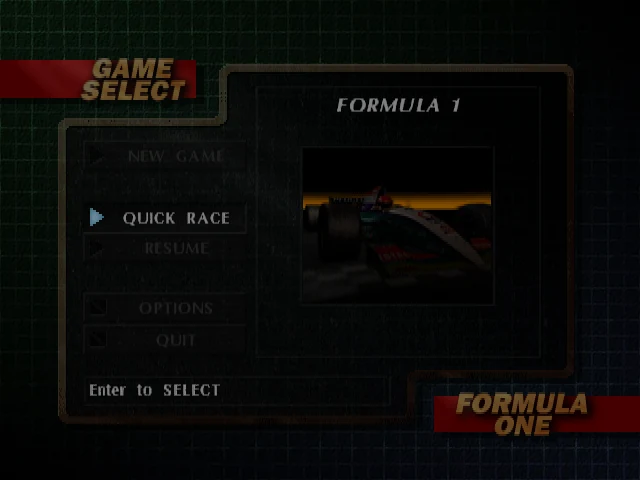 GAME
SELECT
FORMULA 1
NEW GAME
QUICK RACE
RESUME
OPTIONS
QUIT
Enter to SELECT
FORMULA
ONE